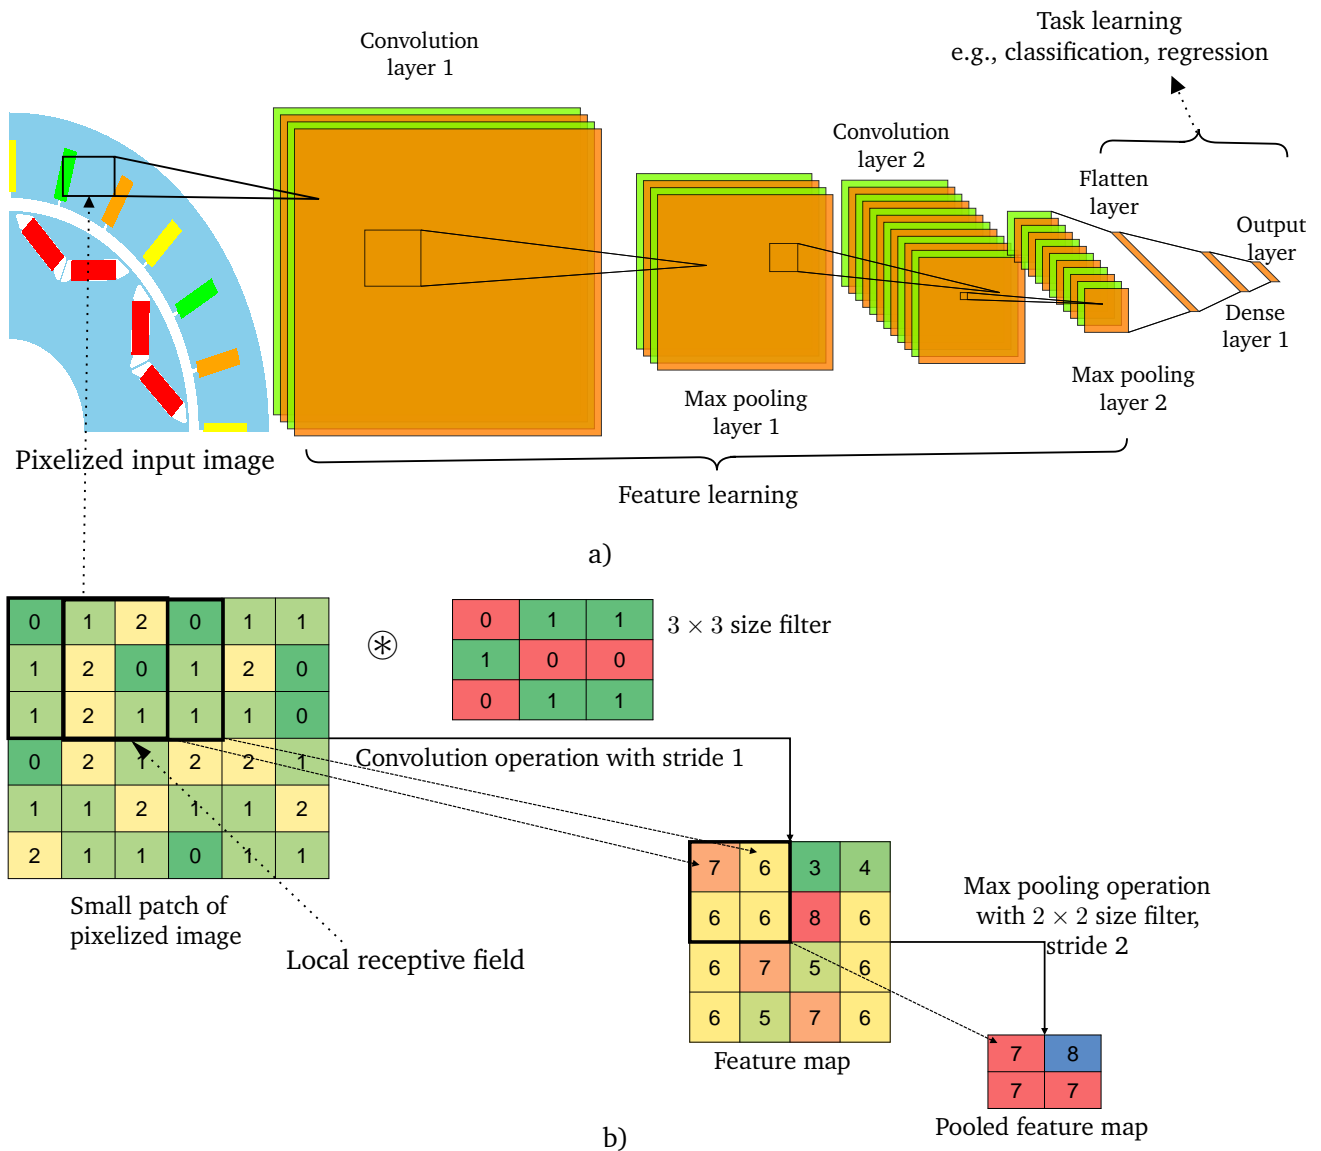 Task learning
e.g., classification, regression
Convolution
layer 1
Convolution
layer 2
Flatten
layer
Output
layer
Dense
layer 1
Max pooling
layer 2
Max pooling
layer 1
Pixelized input image
Feature learning
a)
0 1 2 0 1 1
1 2 0 1 2 0
1 2 1 1 1 0
0 2 1 2 2 1
1 1 2 1 1 2
2 1 1 0 1 1
⊛
0 1 1
1 0 0
0 1 1
3 × 3 size filter
Convolution operation with stride 1
Small patch of
pixelized image
Local receptive field
7 6 3 4
6 6 8 6
6 7 5 6
6 5 7 6
Feature map
Max pooling operation
with 2 × 2 size filter,
stride 2
7 8
7 7
Pooled feature map
b)